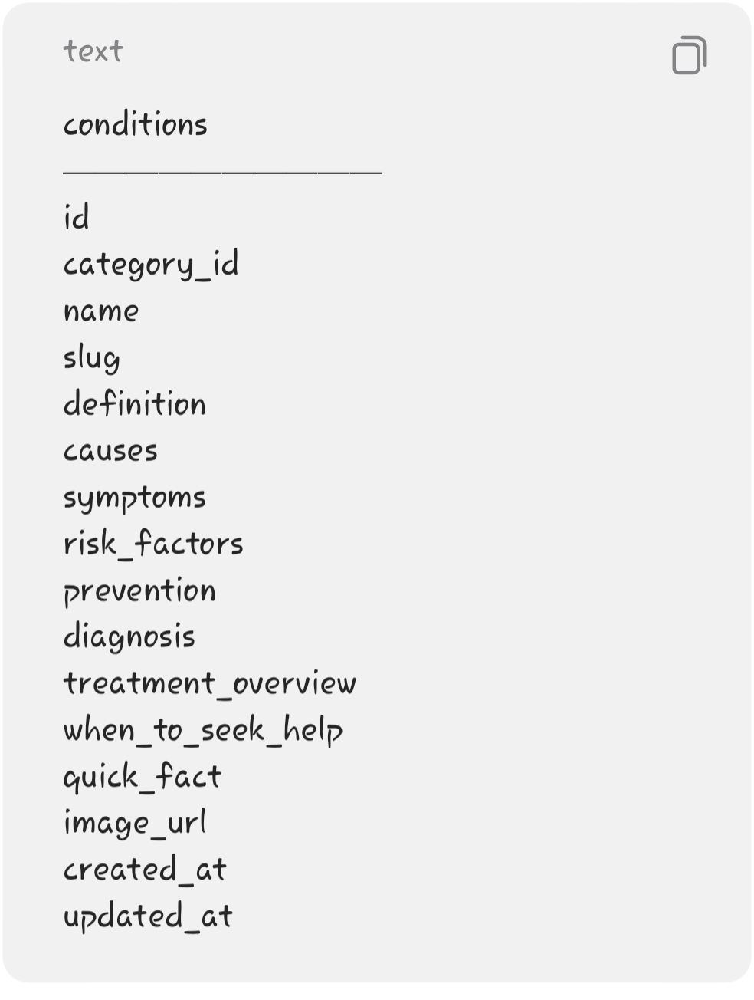 text
conditions
──────────
id
category_id
name
slug
definition
causes
symptoms
risk_factors
prevention
diagnosis
treatment_overview
when_to_seek_help
quick_fact
image_url
created_at
updated_at